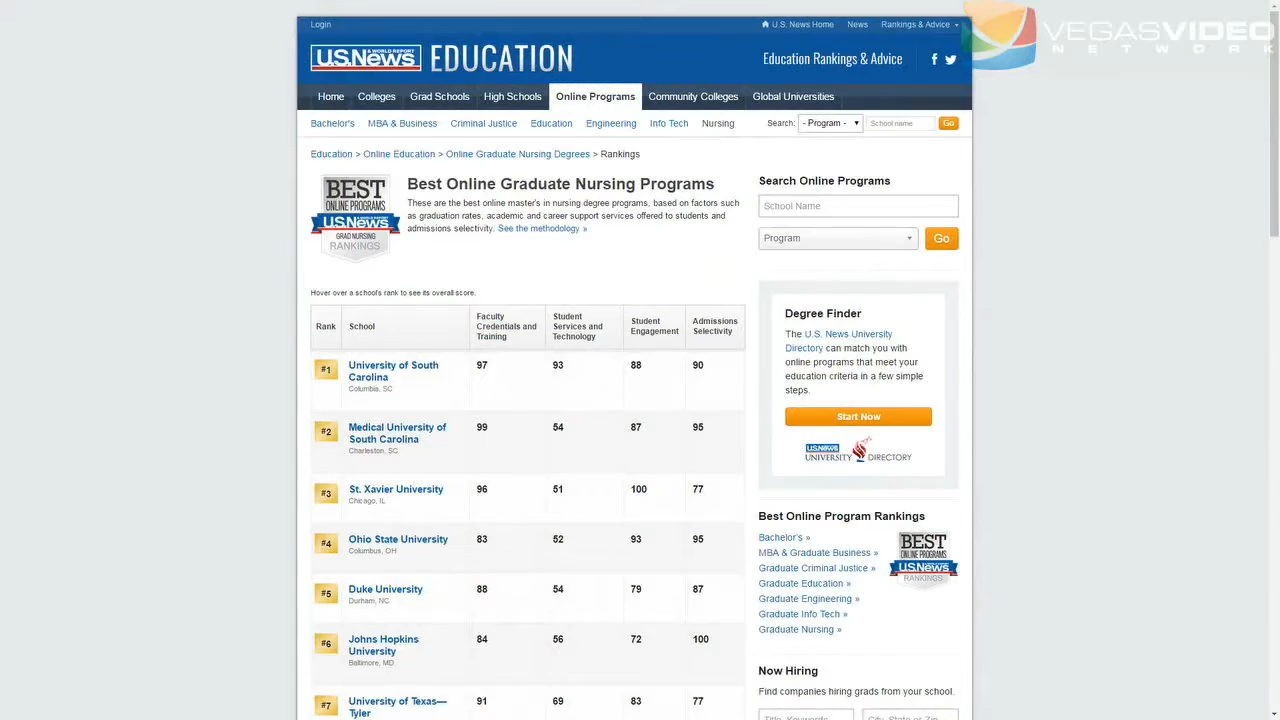 Login
U.S. News Home
News
Rankings & Advice
VEGASVIDEO
NETWORK
U.S.News
& WORLD REPORT
EDUCATION
Education Rankings & Advice
Home
Colleges
Grad Schools
High Schools
Online Programs
Community Colleges
Global Universities
Bachelor's
MBA & Business
Criminal Justice
Education
Engineering
Info Tech
Nursing
Search:
- Program -
School name
Go
Education > Online Education > Online Graduate Nursing Degrees > Rankings
BEST
ONLINE PROGRAMS
U.S.News
GRAD NURSING
RANKINGS
Best Online Graduate Nursing Programs
These are the best online master's in nursing degree programs, based on factors such
as graduation rates, academic and career support services offered to students and
admissions selectivity. See the methodology »
Hover over a school's rank to see its overall score.
Rank
School
Faculty
Credentials and
Training
Student
Services and
Technology
Student
Engagement
Admissions
Selectivity
#1
University of South
Carolina
Columbia, SC
97
93
88
90
#2
Medical University of
South Carolina
Charleston, SC
99
54
87
95
#3
St. Xavier University
Chicago, IL
96
51
100
77
#4
Ohio State University
Columbus, OH
83
52
93
95
#5
Duke University
Durham, NC
88
54
79
87
#6
Johns Hopkins
University
Baltimore, MD
84
56
72
100
#7
University of Texas—
Tyler
91
69
83
77
Search Online Programs
School Name
Program
Go
Degree Finder
The U.S. News University
Directory can match you with
online programs that meet your
education criteria in a few simple
steps.
Start Now
U.S.News
UNIVERSITY DIRECTORY
Best Online Program Rankings
Bachelor's »
MBA & Graduate Business »
Graduate Criminal Justice »
Graduate Education »
Graduate Engineering »
Graduate Info Tech »
Graduate Nursing »
BEST
ONLINE PROGRAMS
U.S.News
RANKINGS
Now Hiring
Find companies hiring grads from your school.
Title, Keywords
City, State or Zip